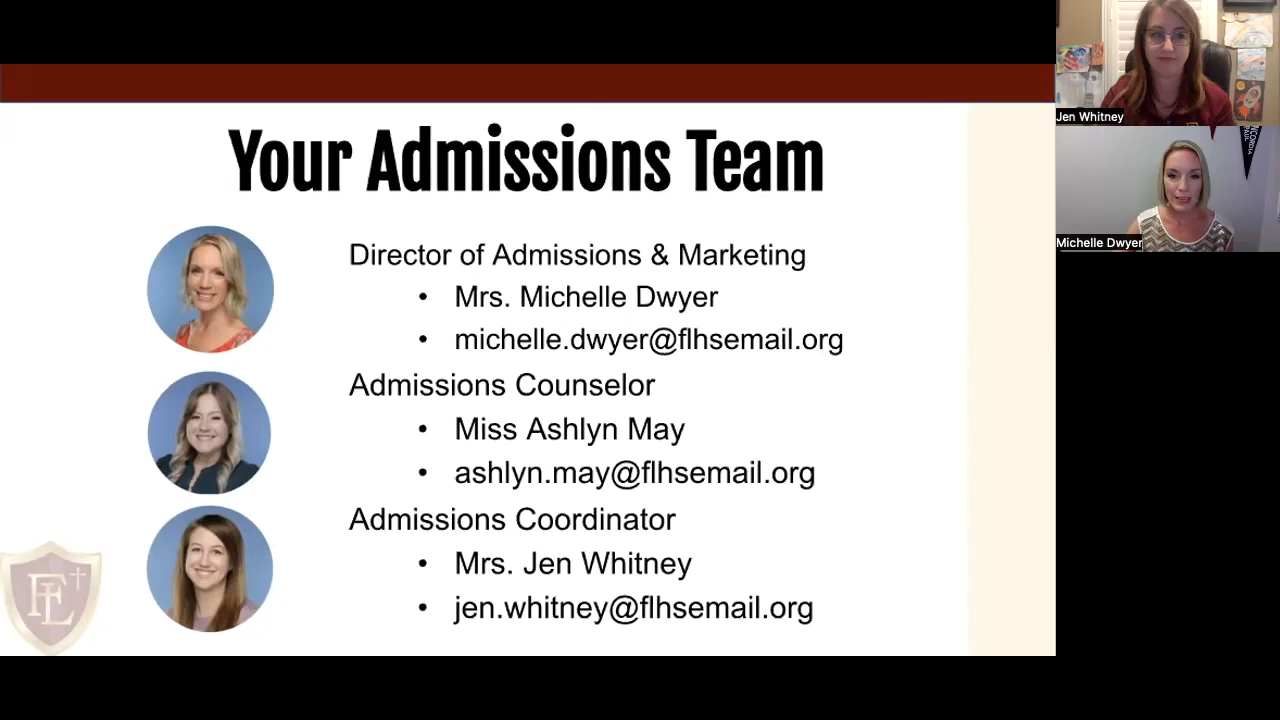 Your Admissions Team
Director of Admissions & Marketing
• Mrs. Michelle Dwyer
• michelle.dwyer@flhsemail.org
Admissions Counselor
• Miss Ashlyn May
• ashlyn.may@flhsemail.org
Admissions Coordinator
• Mrs. Jen Whitney
• jen.whitney@flhsemail.org
FL
Jen Whitney
Michelle Dwyer